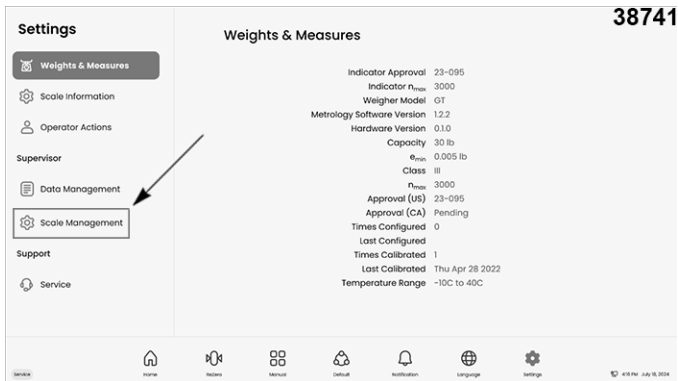 38741
Settings
Weights & Measures
Scale Information
Operator Actions
Supervisor
Data Management
Scale Management
Support
Service
Weights & Measures
Indicator Approval 23-095
Indicator nmax 3000
Weigher Model GT
Metrology Software Version 1.2.2
Hardware Version 0.1.0
Capacity 30 lb
emin 0.005 lb
Class III
nmax 3000
Approval (US) 23-095
Approval (CA) Pending
Times Configured 0
Last Configured
Times Calibrated 1
Last Calibrated Thu Apr 28 2022
Temperature Range -10C to 40C
Service
Home
ReZero
Manual
Default
Notification
Language
Settings
4:15 PM July 18, 2024